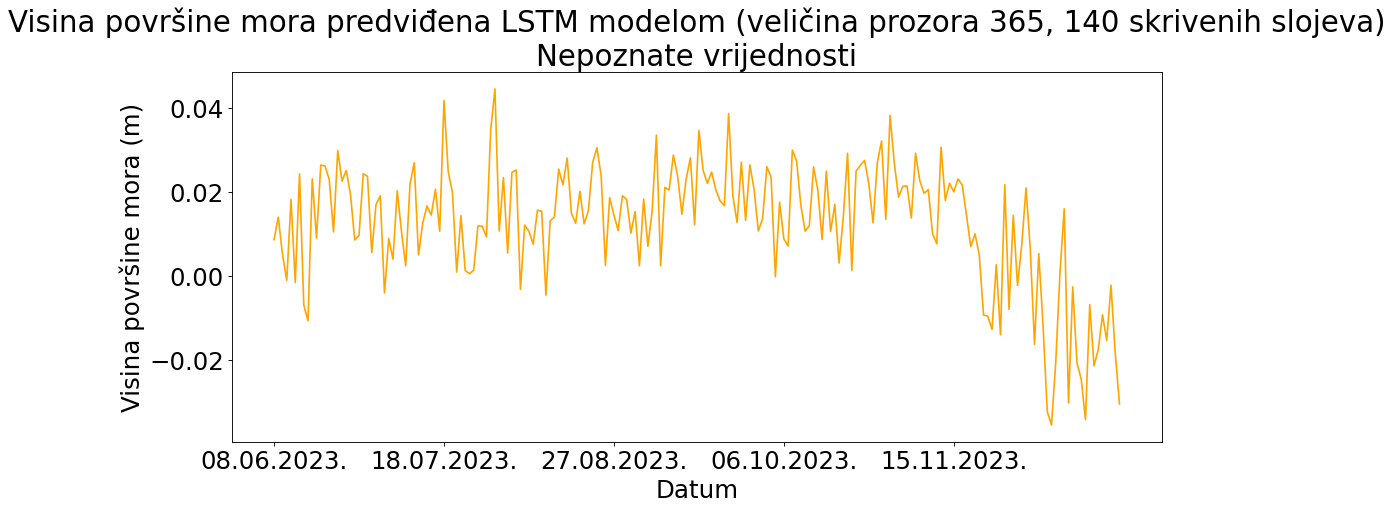 Visina površine mora predviđena LSTM modelom (veličina prozora 365, 140 skrivenih slojeva)
Nepoznate vrijednosti
Visina površine mora (m)
0.04
0.02
0.00
−0.02
08.06.2023. 18.07.2023. 27.08.2023. 06.10.2023. 15.11.2023.
Datum